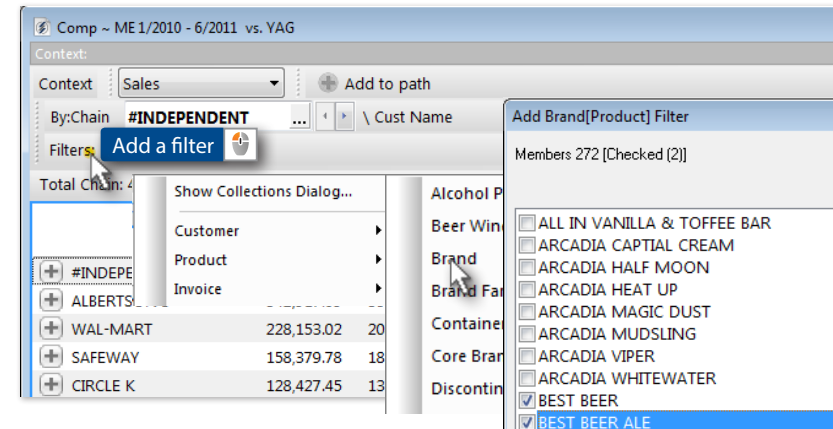 Comp ~ ME 1/2010 - 6/2011 vs. YAG
Context:
Context Sales Add to path
By:Chain #INDEPENDENT ... \ Cust Name
Filters: Add a filter
Total Chain:
Show Collections Dialog...
Customer
Product
Invoice
#INDEPE
ALBERTS
WAL-MART 228,153.02 20
SAFEWAY 158,379.78 18
CIRCLE K 128,427.45 13
Alcohol P
Beer Win
Brand
Brand Fa
Container
Core Bran
Discontin
Add Brand[Product] Filter
Members 272 [Checked (2)]
ALL IN VANILLA & TOFFEE BAR
ARCADIA CAPTIAL CREAM
ARCADIA HALF MOON
ARCADIA HEAT UP
ARCADIA MAGIC DUST
ARCADIA MUDSLING
ARCADIA VIPER
ARCADIA WHITEWATER
BEST BEER
BEST BEER ALE